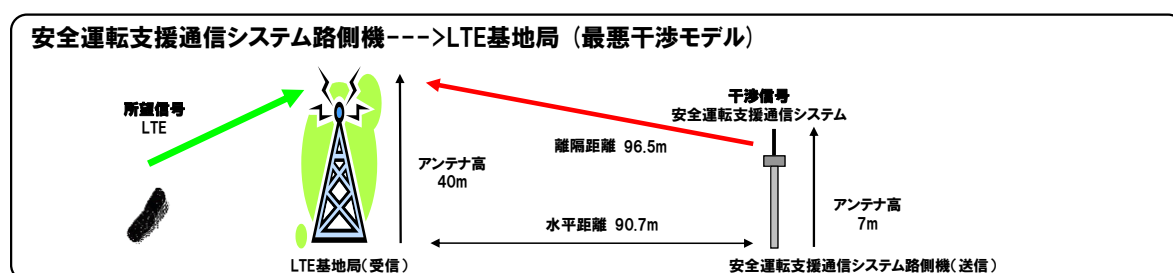 安全運転支援通信システム路側機--->LTE基地局 (最悪干渉モデル)
所望信号
LTE
干渉信号
安全運転支援通信システム
離隔距離 96.5m
アンテナ高
40m
アンテナ高
7m
水平距離 90.7m
LTE基地局(受信)
安全運転支援通信システム路側機(送信)